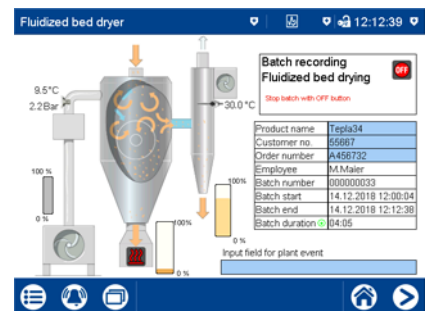 Fluidized bed dryer
12:12:39
Batch recording
Fluidized bed drying
OFF
Stop batch with OFF button
9.5°C
2.2Bar
30.0 °C
Product name Tepla34
Customer no. 55667
Order number A456732
Employee M.Maier
Batch number 000000033
Batch start 14.12.2018 12:00:04
Batch end 14.12.2018 12:12:38
Batch duration 04:05
100 %
0 %
100%
0 %
100%
0 %
Input field for plant event